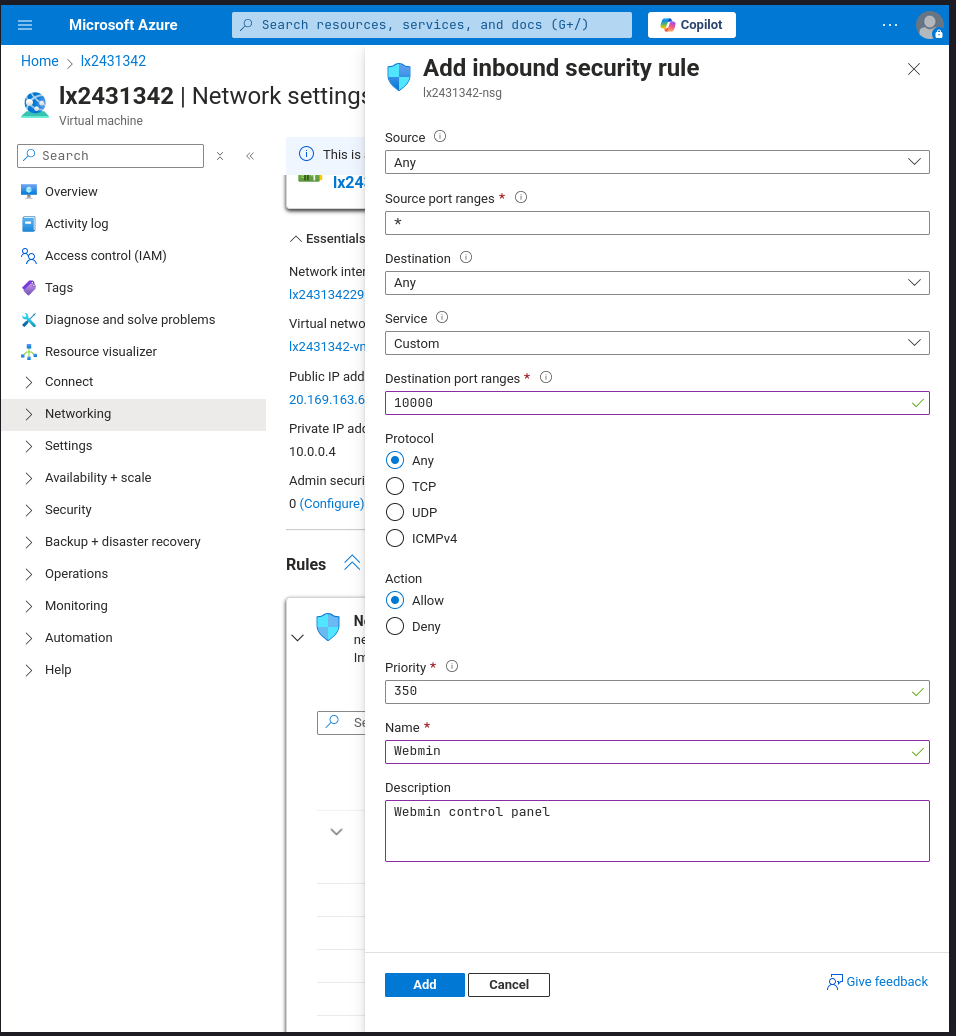 Microsoft Azure
Search resources, services, and docs (G+/)
Copilot
Home
lx2431342
lx2431342 | Network settings
Virtual machine
Search
Overview
Activity log
Access control (IAM)
Tags
Diagnose and solve problems
Resource visualizer
Connect
Networking
Settings
Availability + scale
Security
Backup + disaster recovery
Operations
Monitoring
Automation
Help
This is
lx243
Essentials
Network inter
lx243134229
Virtual netwo
lx2431342-vn
Public IP add
20.169.163.6
Private IP add
10.0.0.4
Admin securi
0 (Configure)
Rules
Ne
ne
Im
Se
Add inbound security rule
lx2431342-nsg
Source
Any
Source port ranges *
*
Destination
Any
Service
Custom
Destination port ranges *
10000
Protocol
Any
TCP
UDP
ICMPv4
Action
Allow
Deny
Priority *
350
Name *
Webmin
Description
Webmin control panel
Add
Cancel
Give feedback